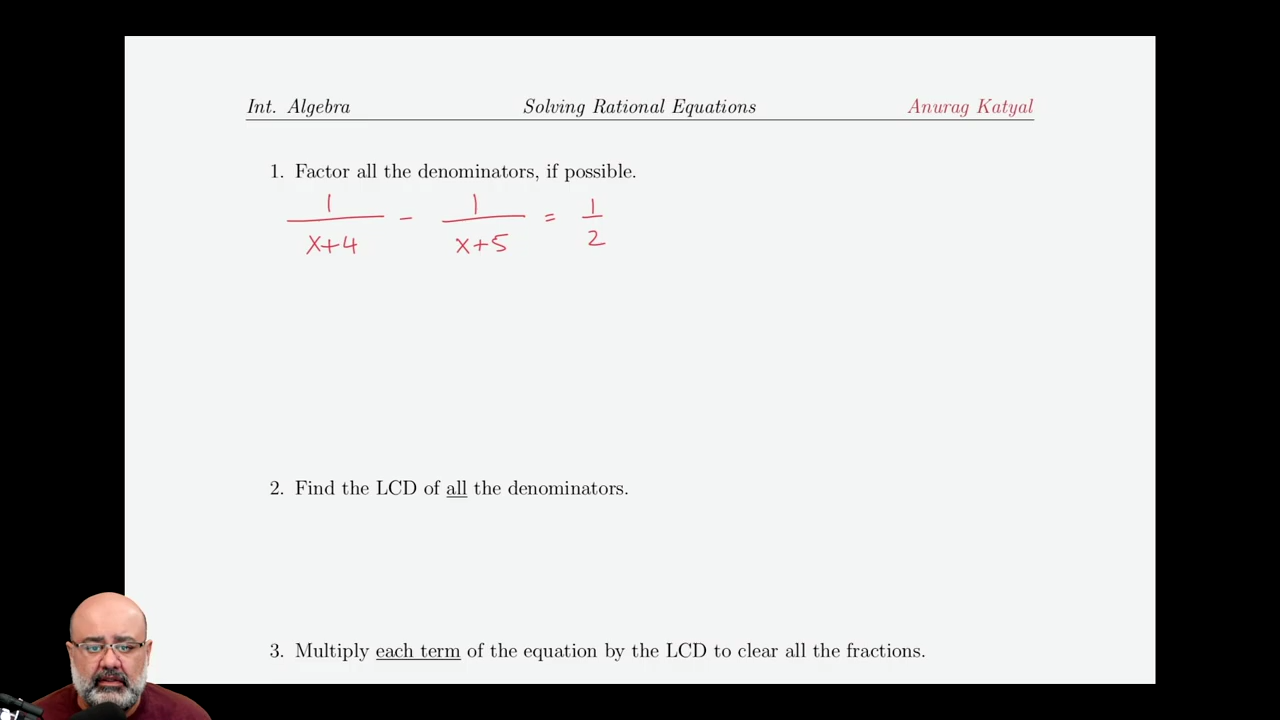 Int. Algebra Solving Rational Equations Anurag Katyal
1. Factor all the denominators, if possible.
1/(x+4) - 1/(x+5) = 1/2
2. Find the LCD of all the denominators.
3. Multiply each term of the equation by the LCD to clear all the fractions.